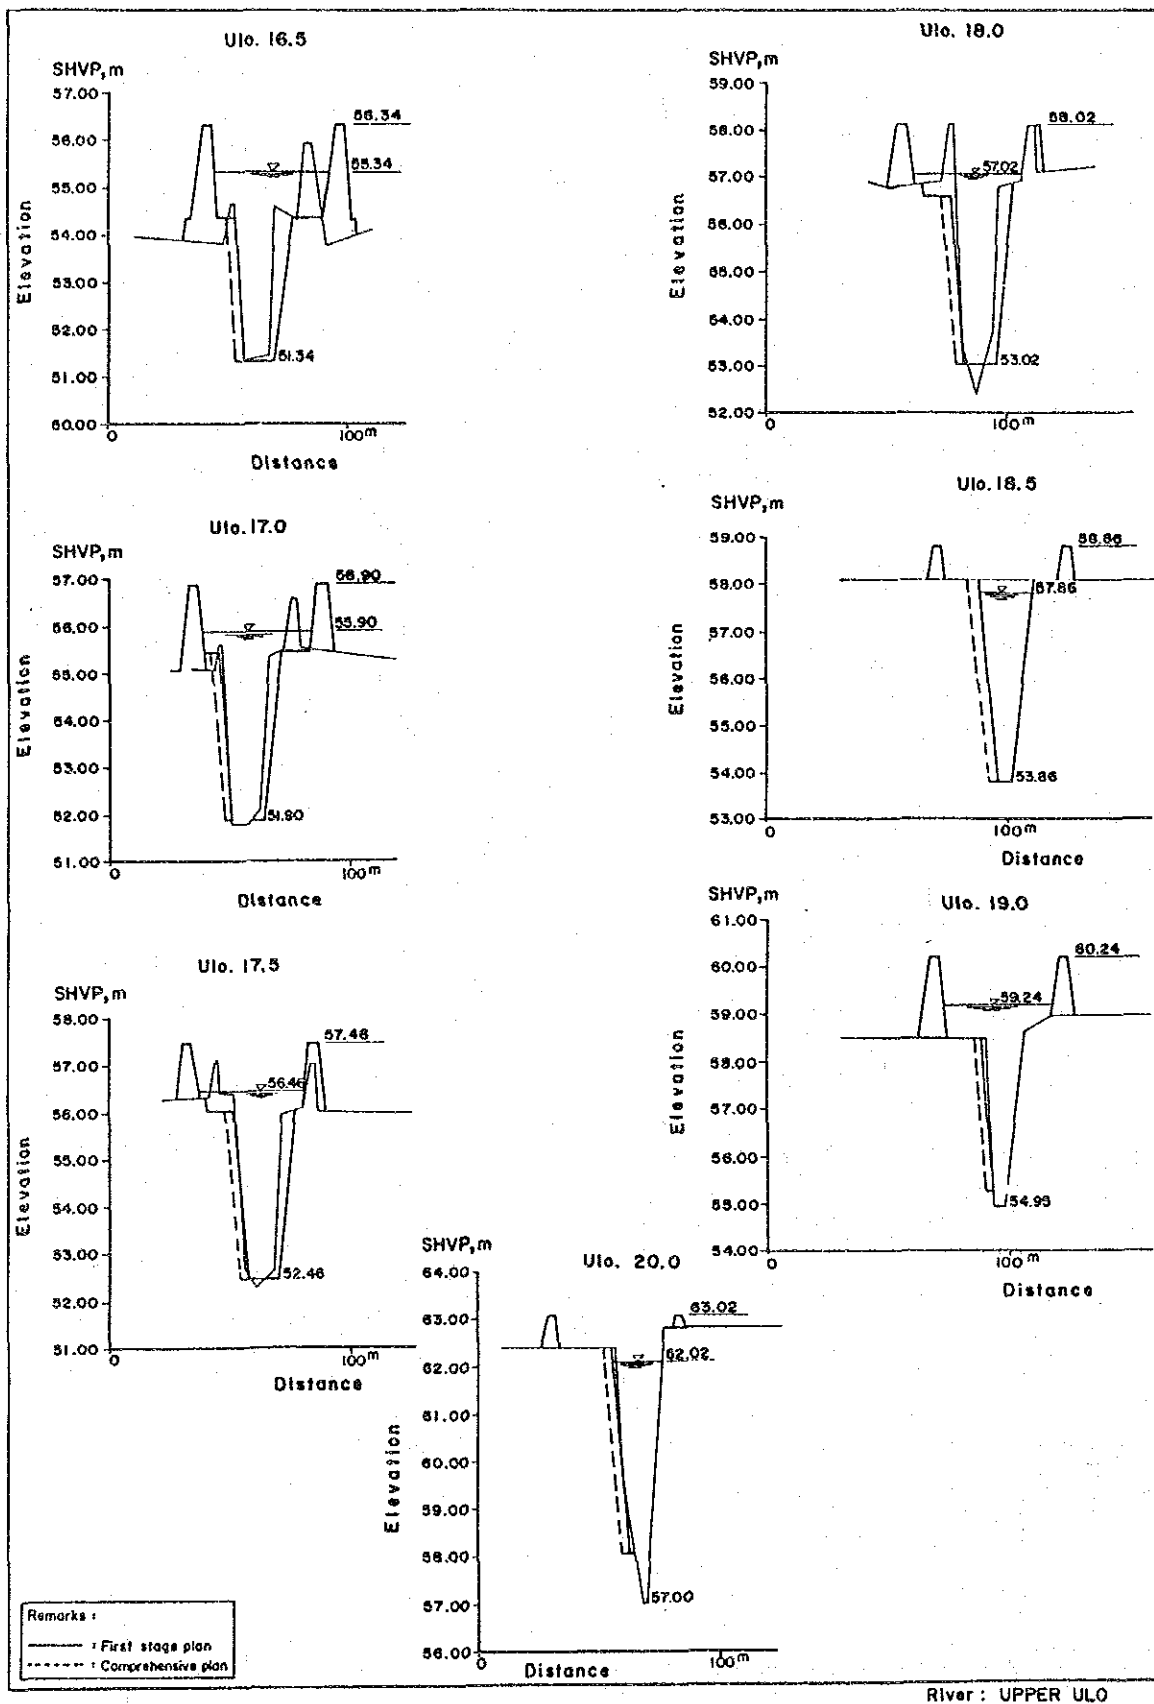 Ulo. 16.5
SHVP,m
57.00
56.00
55.00
54.00
53.00
52.00
51.00
50.00
Elevation
56.34
55.34
51.34
0
100m
Distance
Ulo. 18.0
SHVP,m
59.00
58.00
57.00
56.00
55.00
54.00
53.00
52.00
Elevation
58.02
57.02
53.02
0
100m
Ulo. 17.0
SHVP,m
57.00
56.00
55.00
54.00
53.00
52.00
51.00
Elevation
56.90
55.90
51.90
0
100m
Distance
Ulo. 18.5
SHVP,m
59.00
58.00
57.00
56.00
55.00
54.00
53.00
Elevation
58.86
57.86
53.86
0
100m
Distance
Ulo. 17.5
SHVP,m
58.00
57.00
56.00
55.00
54.00
53.00
52.00
51.00
Elevation
57.46
56.46
52.46
0
100m
Distance
Ulo. 19.0
SHVP,m
61.00
60.00
59.00
58.00
57.00
56.00
55.00
54.00
Elevation
60.24
59.24
54.99
0
100m
Distance
Ulo. 20.0
SHVP,m
64.00
63.00
62.00
61.00
60.00
59.00
58.00
57.00
56.00
Elevation
63.02
62.02
57.00
0
100m
Distance
Remarks :
: First stage plan
: Comprehensive plan
River : UPPER ULO